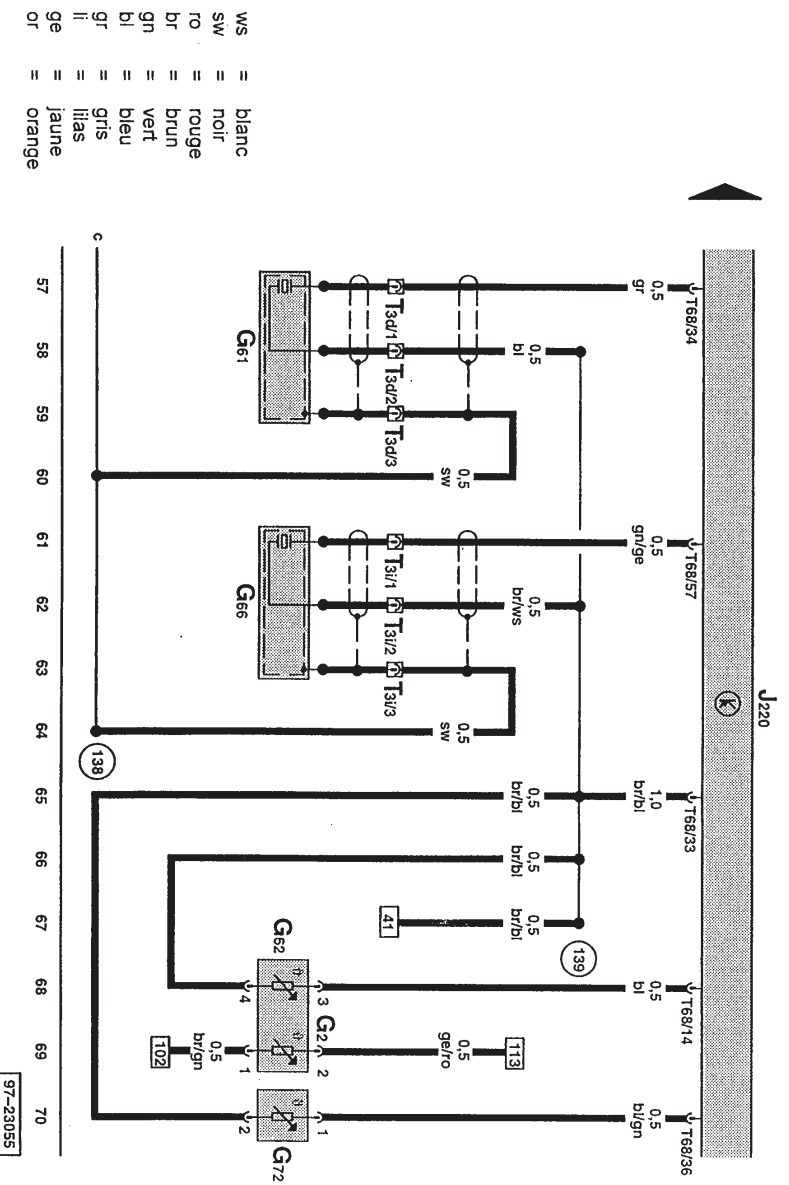 ws = blanc
sw = noir
ro = rouge
br = brun
gn = vert
bl = bleu
gr = gris
li = lilas
ge = jaune
or = orange
J220
k
T68/34
T68/57
T68/33
T68/14
T68/36
0,5
gr
0,5
gn/ge
1,0
br/bl
0,5
bl
0,5
bl/gn
0,5
bl
0,5
br/ws
0,5
br/bl
0,5
br/bl
0,5
br/bl
139
113
0,5
sw
0,5
sw
0,5
ge/ro
T3d/1
T3d/2
T3d/3
T3i/1
T3i/2
T3i/3
41
3
2
1
G61
G66
G62
G2
G72
4
1
2
0,5
br/gn
102
c
138
57 58 59 60 61 62 63 64 65 66 67 68 69 70
97-23055